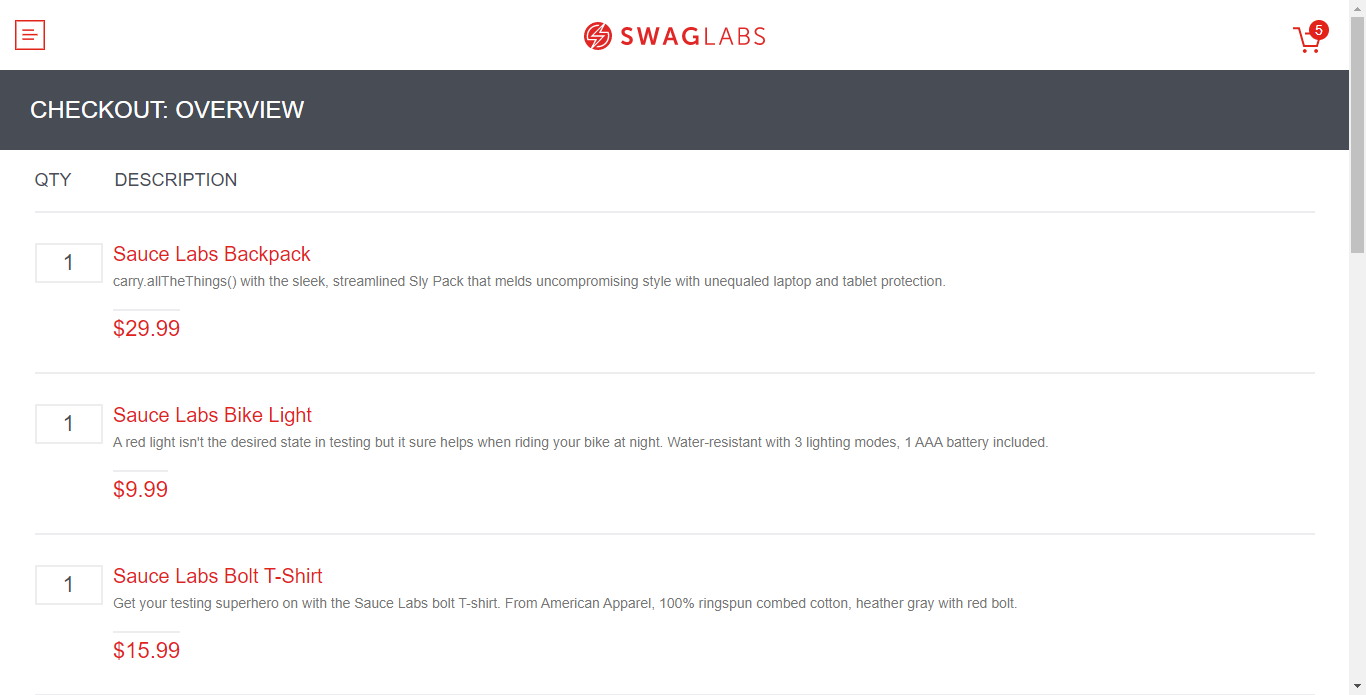 SWAGLABS
5
CHECKOUT: OVERVIEW
QTY DESCRIPTION
1 Sauce Labs Backpack
carry.allTheThings() with the sleek, streamlined Sly Pack that melds uncompromising style with unequaled laptop and tablet protection.
$29.99
1 Sauce Labs Bike Light
A red light isn't the desired state in testing but it sure helps when riding your bike at night. Water-resistant with 3 lighting modes, 1 AAA battery included.
$9.99
1 Sauce Labs Bolt T-Shirt
Get your testing superhero on with the Sauce Labs bolt T-shirt. From American Apparel, 100% ringspun combed cotton, heather gray with red bolt.
$15.99